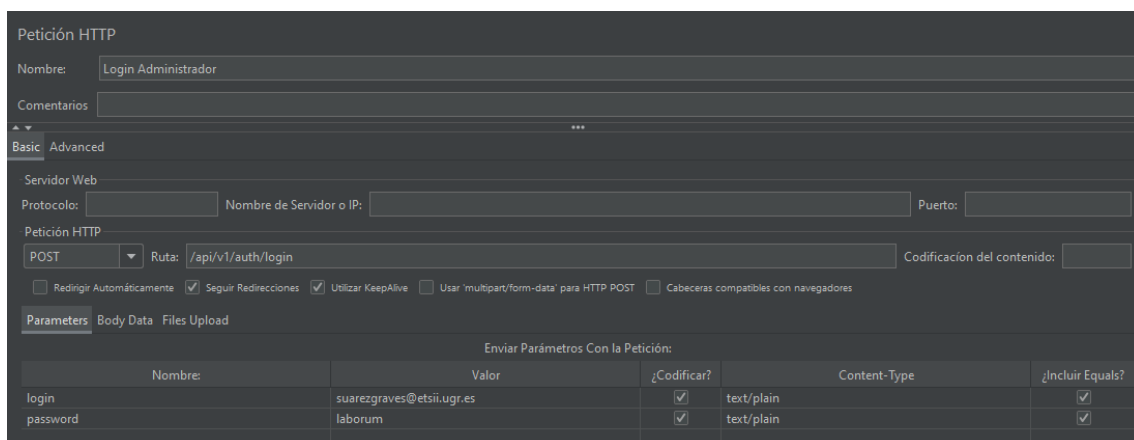 Petición HTTP
Nombre: Login Administrador
Comentarios
Basic Advanced
Servidor Web
Protocolo: Nombre de Servidor o IP: Puerto:
Petición HTTP
POST Ruta: /api/v1/auth/login Codificacíon del contenido:
Redirigir Automáticamente Seguir Redirecciones Utilizar KeepAlive Usar 'multipart/form-data' para HTTP POST Cabeceras compatibles con navegadores
Parameters Body Data Files Upload
Enviar Parámetros Con la Petición:
Nombre: Valor ¿Codificar? Content-Type ¿Incluir Equals?
login suarezgraves@etsii.ugr.es text/plain
password laborum text/plain